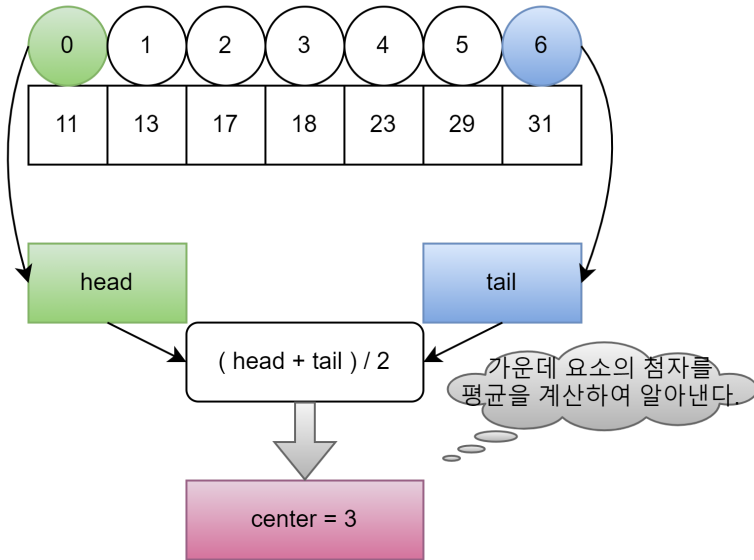 0 1 2 3 4 5 6
11 13 17 18 23 29 31
head tail
( head + tail ) / 2
가운데 요소의 첨자를
평균을 계산하여 알아낸다.
center = 3